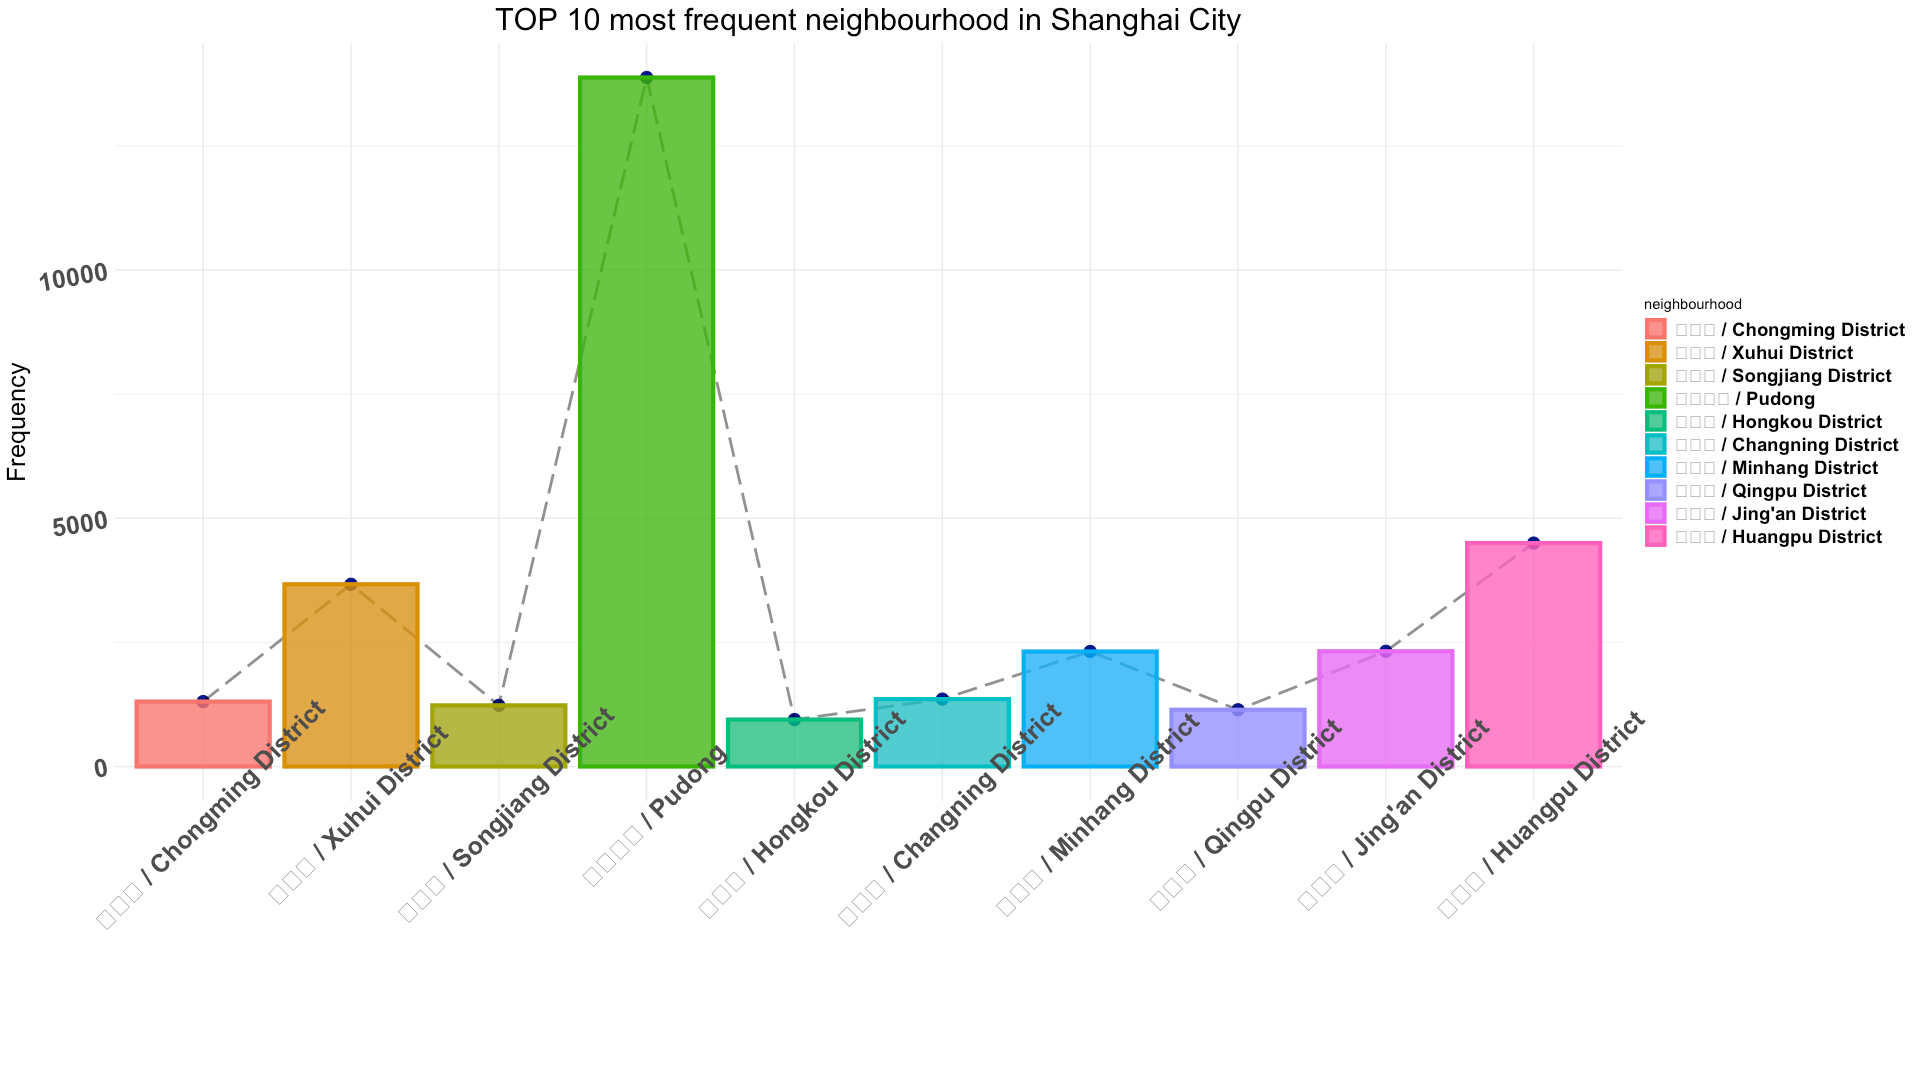 TOP 10 most frequent neighbourhood in Shanghai City
Frequency
10000
5000
0
□□□ / Chongming District
□□□ / Xuhui District
□□□ / Songjiang District
□□□□ / Pudong
□□□ / Hongkou District
□□□ / Changning District
□□□ / Minhang District
□□□ / Qingpu District
□□□ / Jing'an District
□□□ / Huangpu District
neighbourhood
□□□ / Chongming District
□□□ / Xuhui District
□□□ / Songjiang District
□□□□ / Pudong
□□□ / Hongkou District
□□□ / Changning District
□□□ / Minhang District
□□□ / Qingpu District
□□□ / Jing'an District
□□□ / Huangpu District